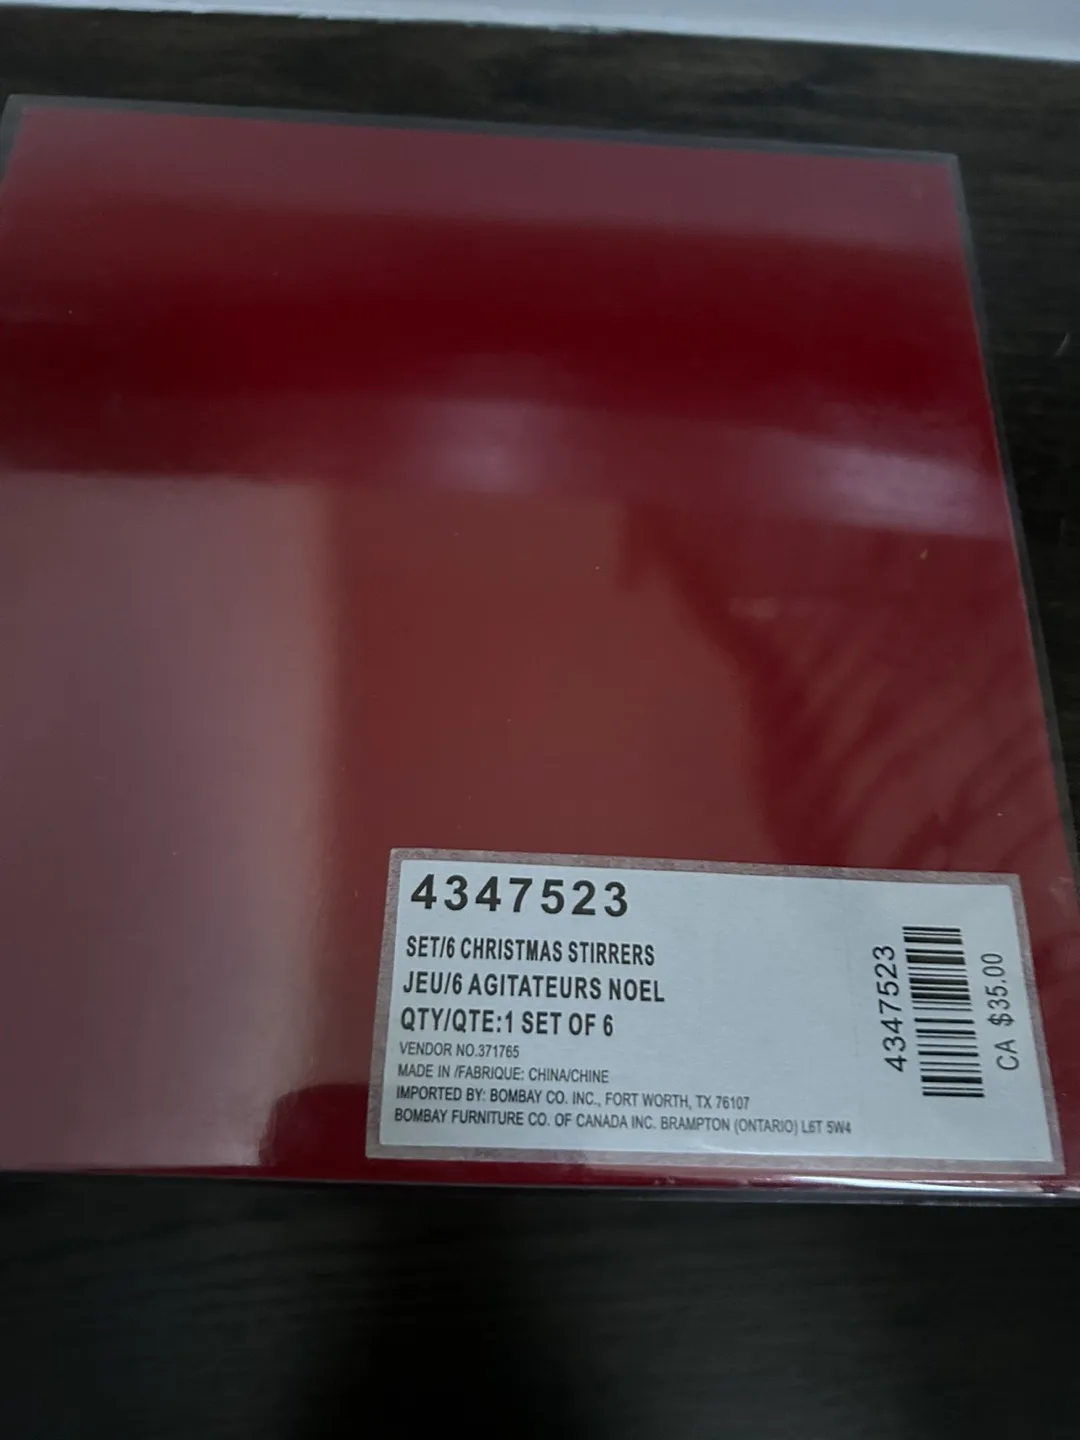 4347523
SET/6 CHRISTMAS STIRRERS
JEU/6 AGITATEURS NOEL
QTY/QTE:1 SET OF 6
VENDOR NO.371765
MADE IN /FABRIQUE: CHINA/CHINE
IMPORTED BY: BOMBAY CO. INC., FORT WORTH, TX 76107
BOMBAY FURNITURE CO. OF CANADA INC. BRAMPTON (ONTARIO) L6T 5W4
4347523
CA $35.00